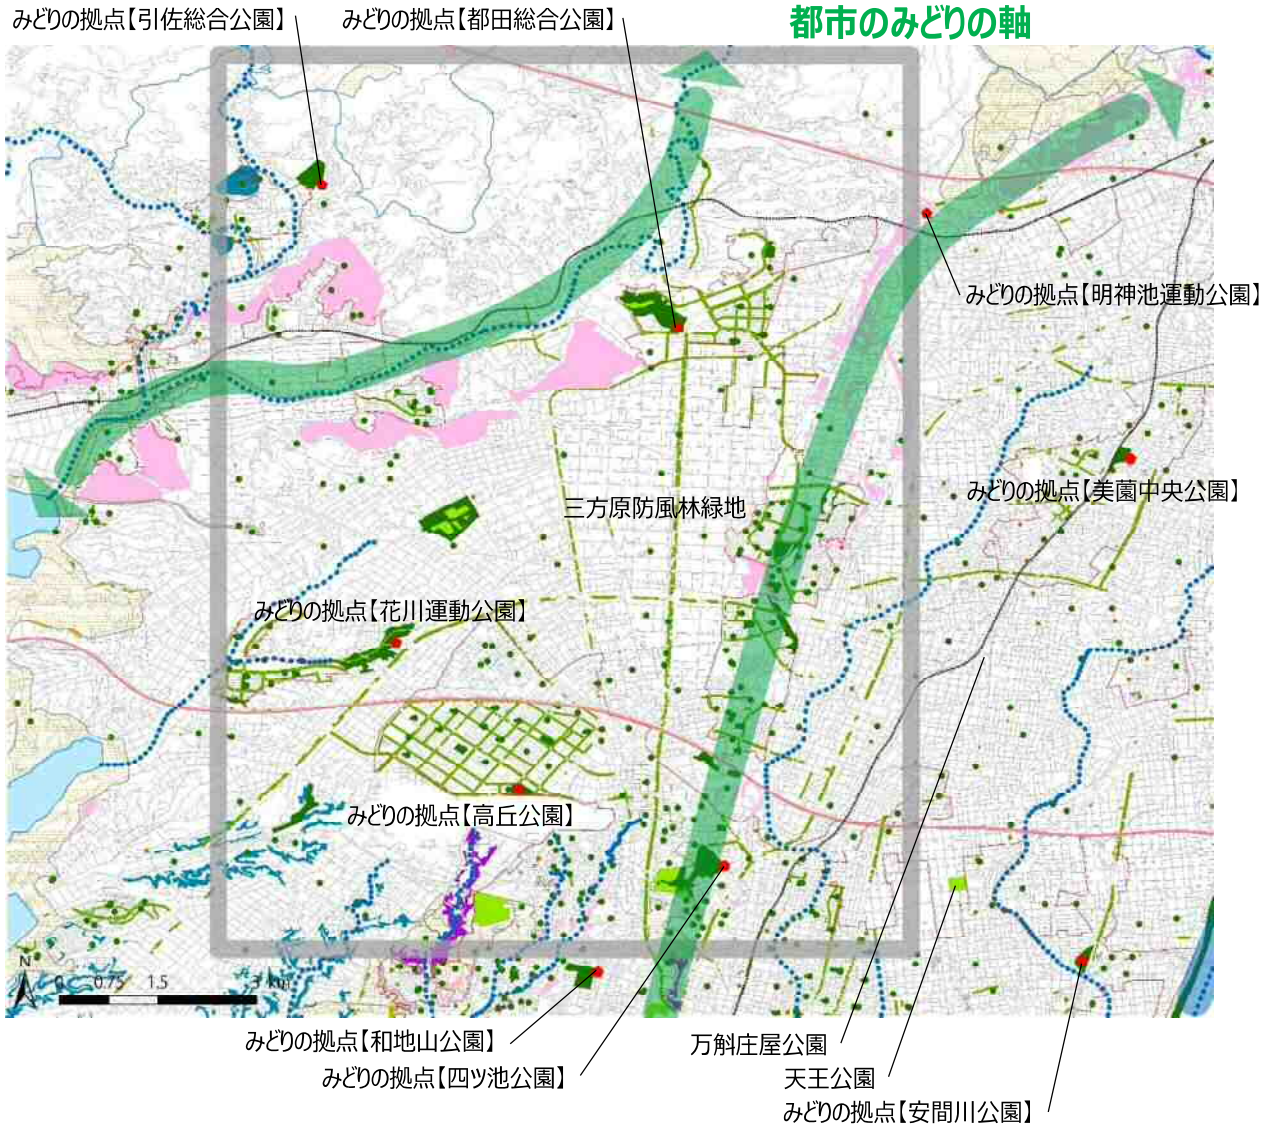 みどりの拠点【引佐総合公園】
みどりの拠点【都田総合公園】
都市のみどりの軸
みどりの拠点【明神池運動公園】
みどりの拠点【美薗中央公園】
三方原防風林緑地
みどりの拠点【花川運動公園】
みどりの拠点【高丘公園】
N
0 0.75 1.5 3 km
みどりの拠点【和地山公園】
万斛庄屋公園
みどりの拠点【四ツ池公園】
天王公園
みどりの拠点【安間川公園】